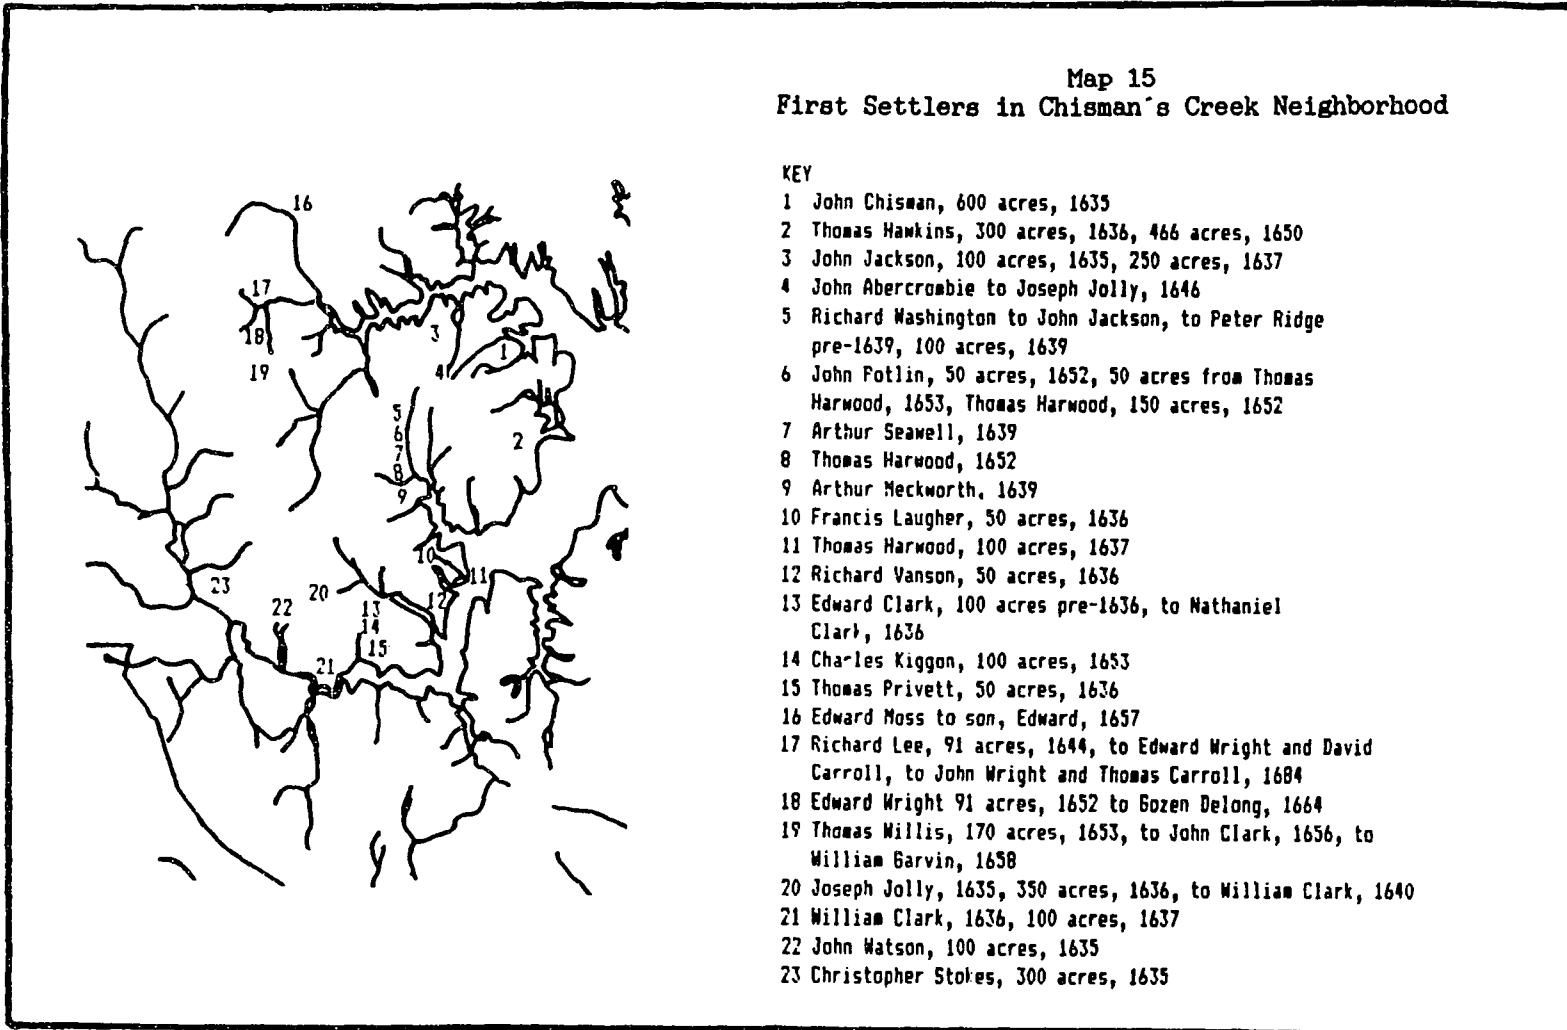 Map 15
First Settlers in Chisman's Creek Neighborhood
KEY
1 John Chisman, 600 acres, 1635
2 Thomas Hawkins, 300 acres, 1636, 466 acres, 1650
3 John Jackson, 100 acres, 1635, 250 acres, 1637
4 John Abercrombie to Joseph Jolly, 1646
5 Richard Washington to John Jackson, to Peter Ridge
pre-1639, 100 acres, 1639
6 John Potlin, 50 acres, 1652, 50 acres from Thomas
Harwood, 1653, Thomas Harwood, 150 acres, 1652
7 Arthur Seawell, 1639
8 Thomas Harwood, 1652
9 Arthur Meckworth, 1639
10 Francis Laugher, 50 acres, 1636
11 Thomas Harwood, 100 acres, 1637
12 Richard Vanson, 50 acres, 1636
13 Edward Clark, 100 acres pre-1636, to Nathaniel
Clark, 1636
14 Charles Kiggon, 100 acres, 1653
15 Thomas Privett, 50 acres, 1636
16 Edward Moss to son, Edward, 1657
17 Richard Lee, 91 acres, 1644, to Edward Wright and David
Carroll, to John Wright and Thomas Carroll, 1684
18 Edward Wright 91 acres, 1652 to Gozen Delong, 1664
19 Thomas Willis, 170 acres, 1653, to John Clark, 1656, to
William Garvin, 1658
20 Joseph Jolly, 1635, 350 acres, 1636, to William Clark, 1640
21 William Clark, 1636, 100 acres, 1637
22 John Watson, 100 acres, 1635
23 Christopher Stokes, 300 acres, 1635
16
17
18
3
1
19
4
5
6
2
7
8
9
10
11
23
20
12
22
13
14
15
21